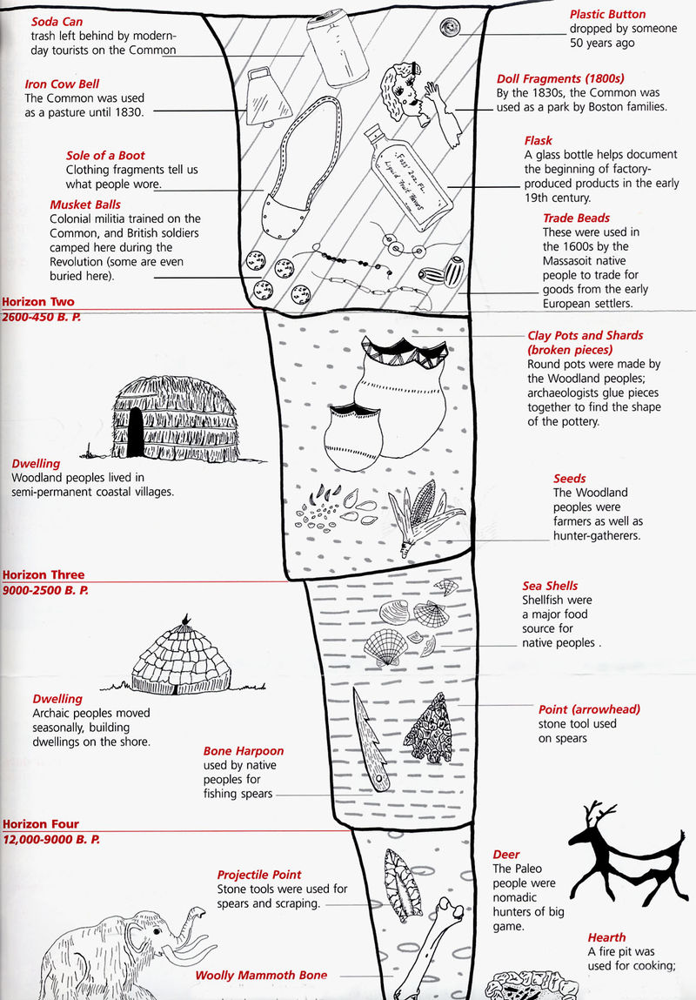 Soda Can
trash left behind by modern-
day tourists on the Common
Plastic Button
dropped by someone
50 years ago
Iron Cow Bell
The Common was used
as a pasture until 1830.
Doll Fragments (1800s)
By the 1830s, the Common was
used as a park by Boston families.
Sole of a Boot
Clothing fragments tell us
what people wore.
Flask
A glass bottle helps document
the beginning of factory-
produced products in the early
19th century.
Foss' 2oz. FL.
Liquid Fruit Flavors
Musket Balls
Colonial militia trained on the
Common, and British soldiers
camped here during the
Revolution (some are even
buried here).
Trade Beads
These were used in
the 1600s by the
Massasoit native
people to trade for
goods from the early
European settlers.
Horizon Two
2600-450 B. P.
Clay Pots and Shards
(broken pieces)
Round pots were made by
the Woodland peoples;
archaeologists glue pieces
together to find the shape
of the pottery.
Dwelling
Woodland peoples lived in
semi-permanent coastal villages.
Seeds
The Woodland
peoples were
farmers as well as
hunter-gatherers.
Horizon Three
9000-2500 B. P.
Sea Shells
Shellfish were
a major food
source for
native peoples .
Dwelling
Archaic peoples moved
seasonally, building
dwellings on the shore.
Point (arrowhead)
stone tool used
on spears
Bone Harpoon
used by native
peoples for
fishing spears
Horizon Four
12,000-9000 B. P.
Projectile Point
Stone tools were used for
spears and scraping.
Deer
The Paleo
people were
nomadic
hunters of big
game.
Hearth
A fire pit was
used for cooking;
Woolly Mammoth Bone